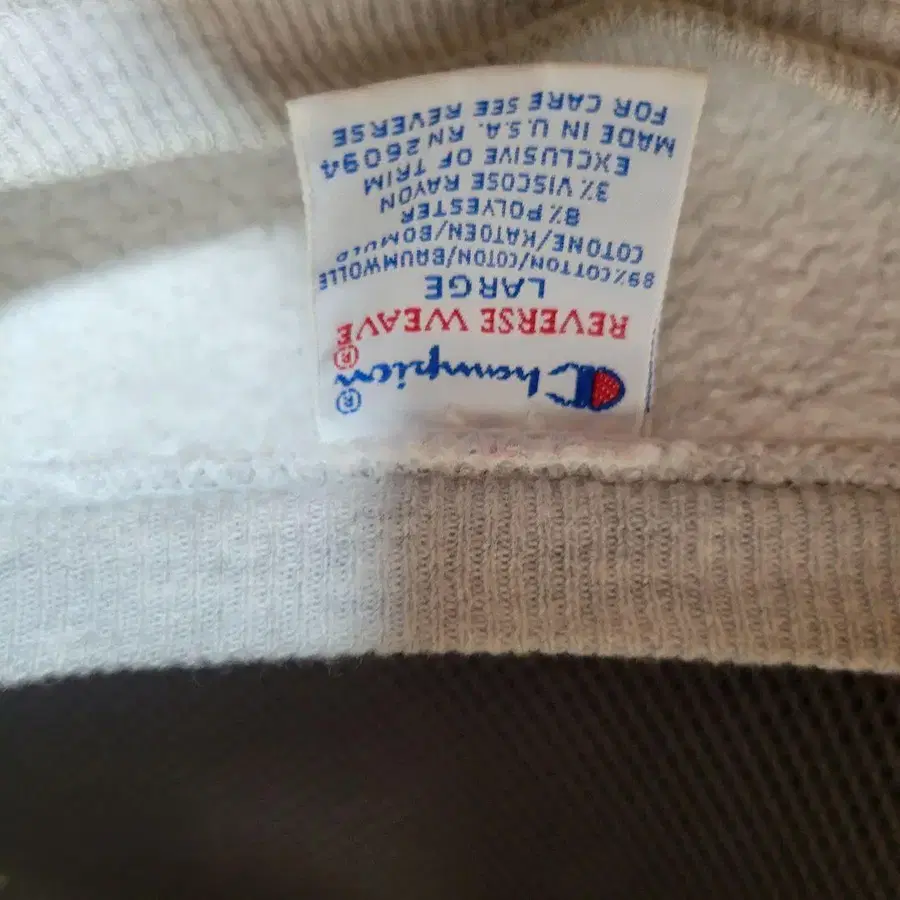 Champion®
REVERSE WEAVE®
LARGE
89% COTTON/COTON/BAUMWOLLE
COTONE/KATOEN/BOMULD
8% POLYESTER
3% VISCOSE RAYON
EXCLUSIVE OF TRIM
MADE IN U.S.A. RN 26094
FOR CARE SEE REVERSE